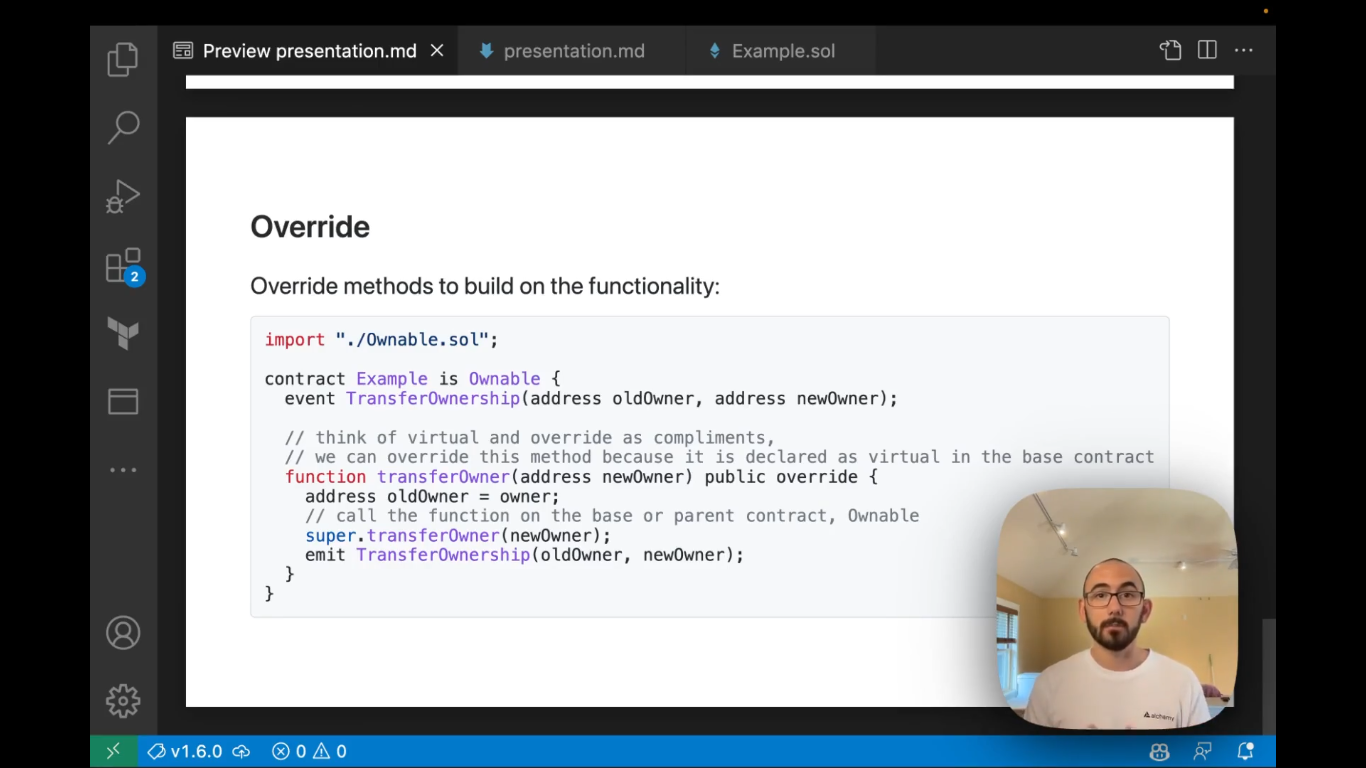 Preview presentation.md
presentation.md
Example.sol
2
Override
Override methods to build on the functionality:
import "./Ownable.sol";
contract Example is Ownable {
event TransferOwnership(address oldOwner, address newOwner);
// think of virtual and override as compliments,
// we can override this method because it is declared as virtual in the base contract
function transferOwner(address newOwner) public override {
address oldOwner = owner;
// call the function on the base or parent contract, Ownable
super.transferOwner(newOwner);
emit TransferOwnership(oldOwner, newOwner);
}
}
alchemy
v1.6.0
0
0